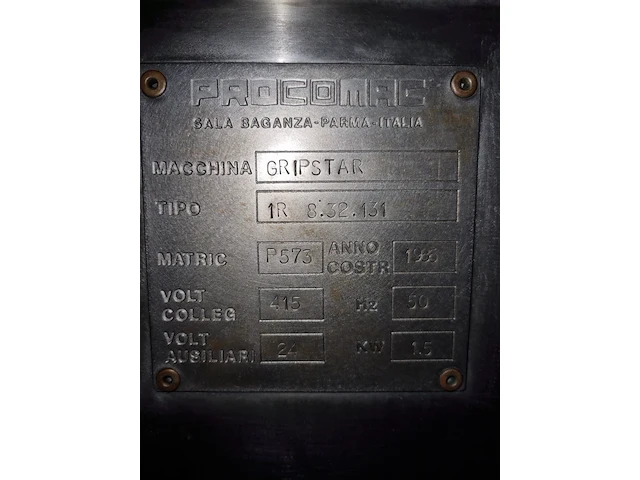 PROCOMAC
SALA BAGANZA-PARMA-ITALIA
MACCHINA GRIPSTAR
TIPO 1R 8.32.131
MATRIC P573 ANNO COSTR
VOLT COLLEG 415 Hz 50
VOLT AUSILIARI 24 KW 1.5